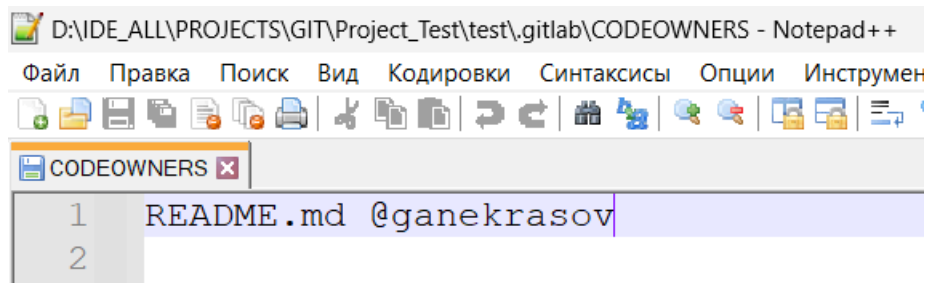 D:\IDE_ALL\PROJECTS\GIT\Project_Test\test\.gitlab\CODEOWNERS - Notepad++
Файл Правка Поиск Вид Кодировки Синтаксисы Опции Инструмен
CODEOWNERS
1 README.md @ganekrasov
2